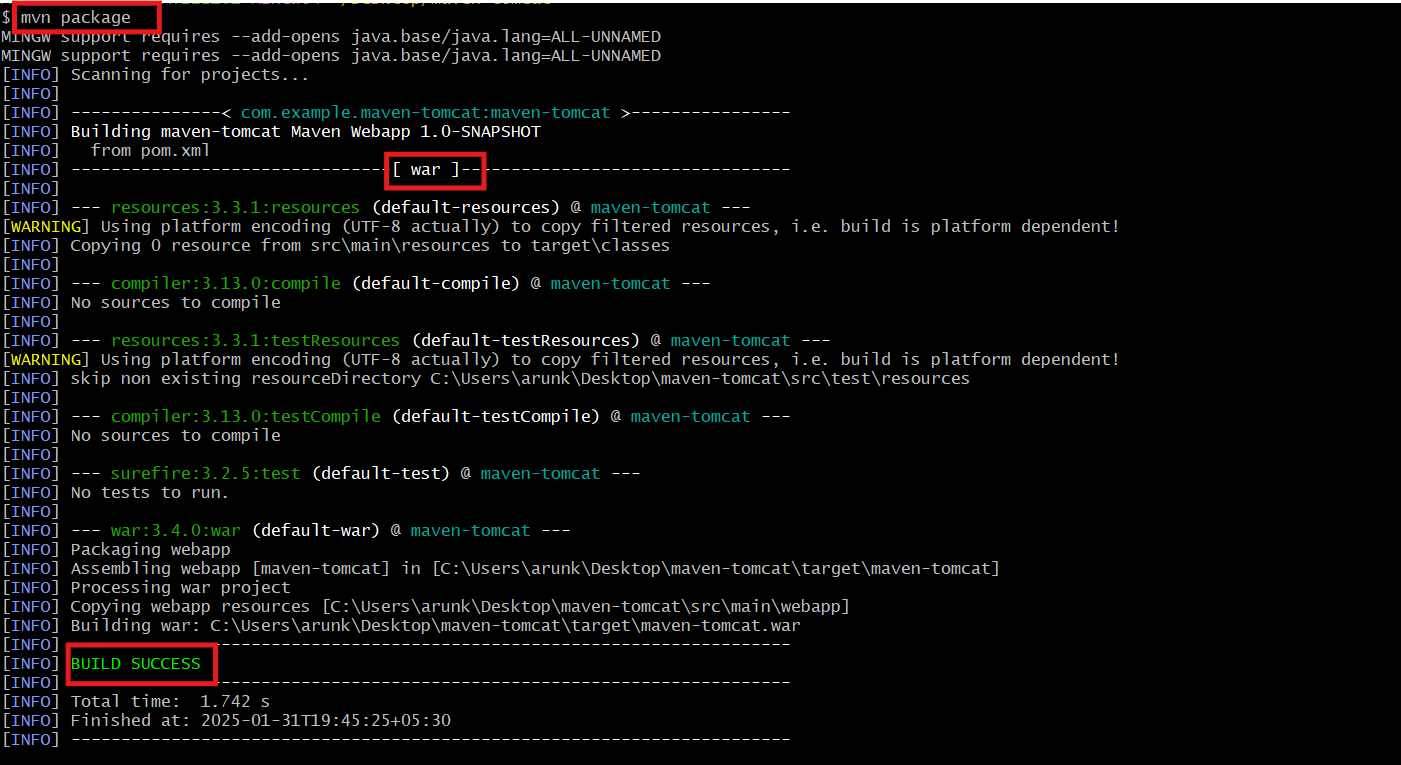 $ mvn package
MINGW support requires --add-opens java.base/java.lang=ALL-UNNAMED
MINGW support requires --add-opens java.base/java.lang=ALL-UNNAMED
[INFO] Scanning for projects...
[INFO]
[INFO] ---------------< com.example.maven-tomcat:maven-tomcat >----------------
[INFO] Building maven-tomcat Maven Webapp 1.0-SNAPSHOT
[INFO]   from pom.xml
[INFO] --------------------------------[ war ]---------------------------------
[INFO]
[INFO] --- resources:3.3.1:resources (default-resources) @ maven-tomcat ---
[WARNING] Using platform encoding (UTF-8 actually) to copy filtered resources, i.e. build is platform dependent!
[INFO] Copying 0 resource from src\main\resources to target\classes
[INFO]
[INFO] --- compiler:3.13.0:compile (default-compile) @ maven-tomcat ---
[INFO] No sources to compile
[INFO]
[INFO] --- resources:3.3.1:testResources (default-testResources) @ maven-tomcat ---
[WARNING] Using platform encoding (UTF-8 actually) to copy filtered resources, i.e. build is platform dependent!
[INFO] skip non existing resourceDirectory C:\Users\arunk\Desktop\maven-tomcat\src\test\resources
[INFO]
[INFO] --- compiler:3.13.0:testCompile (default-testCompile) @ maven-tomcat ---
[INFO] No sources to compile
[INFO]
[INFO] --- surefire:3.2.5:test (default-test) @ maven-tomcat ---
[INFO] No tests to run.
[INFO]
[INFO] --- war:3.4.0:war (default-war) @ maven-tomcat ---
[INFO] Packaging webapp
[INFO] Assembling webapp [maven-tomcat] in [C:\Users\arunk\Desktop\maven-tomcat\target\maven-tomcat]
[INFO] Processing war project
[INFO] Copying webapp resources [C:\Users\arunk\Desktop\maven-tomcat\src\main\webapp]
[INFO] Building war: C:\Users\arunk\Desktop\maven-tomcat\target\maven-tomcat.war
[INFO] ------------------------------------------------------------------------
[INFO] BUILD SUCCESS
[INFO] ------------------------------------------------------------------------
[INFO] Total time:  1.742 s
[INFO] Finished at: 2025-01-31T19:45:25+05:30
[INFO] ------------------------------------------------------------------------